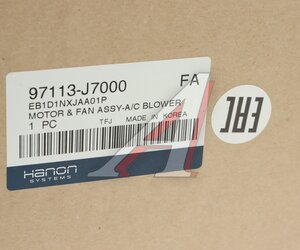 97113-J7000 FA
EB1D1NXJAA01P
MOTOR & FAN ASSY-A/C BLOWER
1 PC TFJ MADE IN KOREA
Hanon
SYSTEMS
EAC